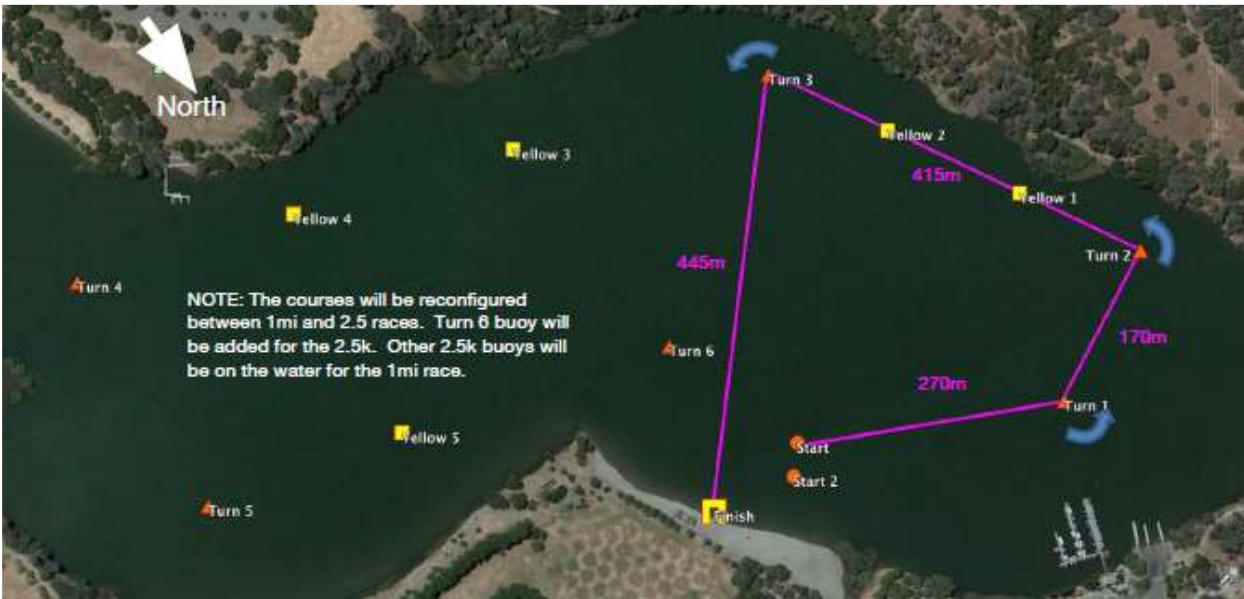 North
Turn 3
Yellow 2
Yellow 3
415m
Yellow 1
Yellow 4
Turn 2
445m
Turn 4
NOTE: The courses will be reconfigured
between 1mi and 2.5 races. Turn 6 buoy will
be added for the 2.5k. Other 2.5k buoys will
be on the water for the 1mi race.
Turn 6
170m
270m
Turn 1
Yellow 5
Start
Start 2
Turn 5
Finish